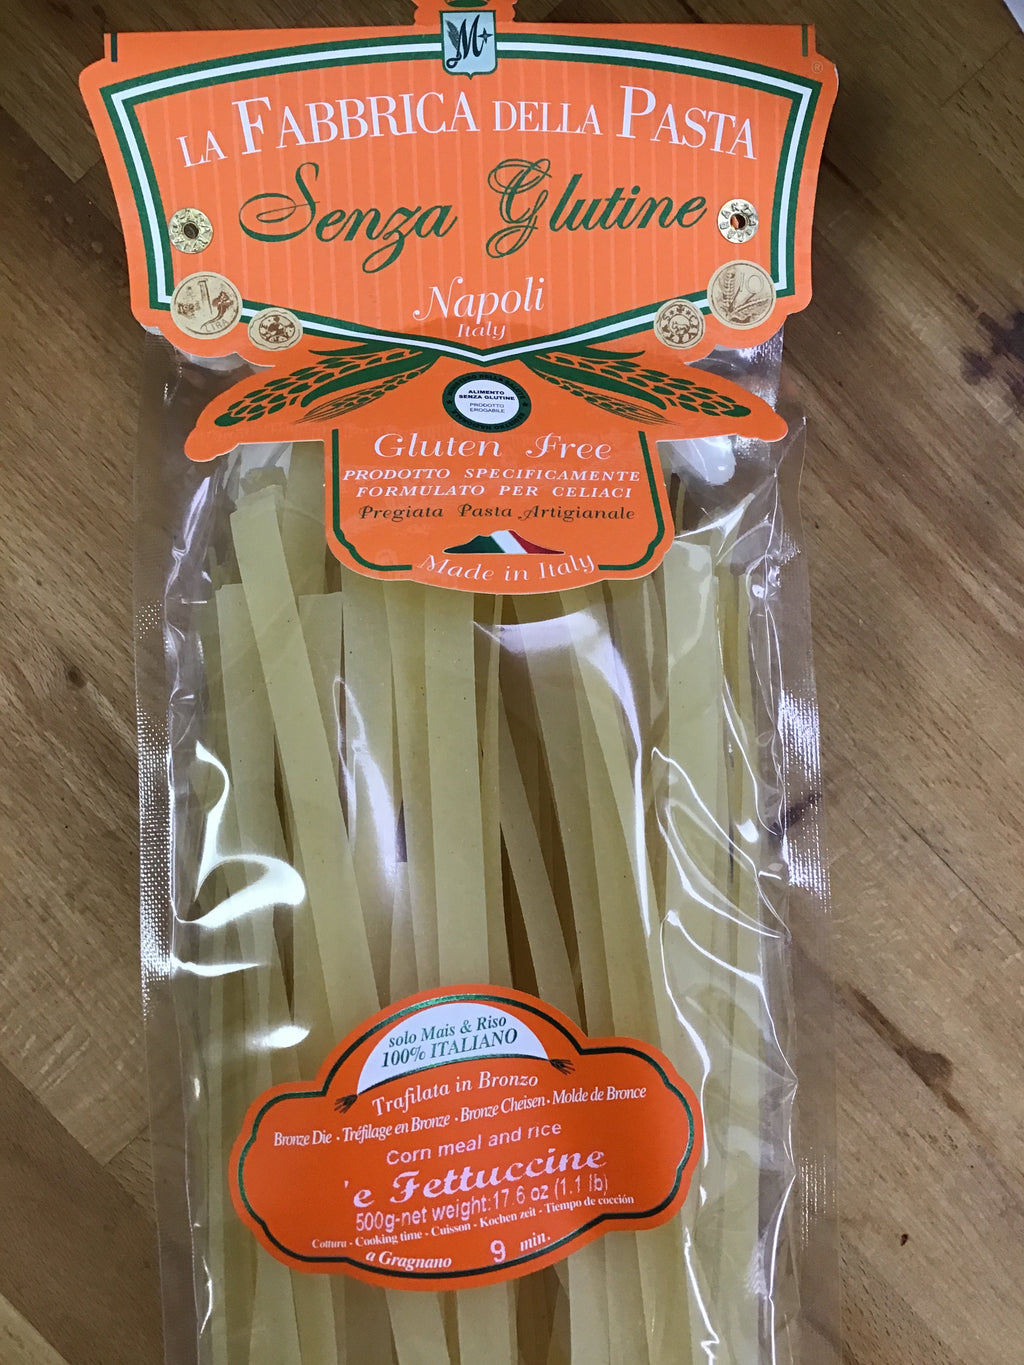 M
LA FABBRICA DELLA PASTA
Senza Glutine
Napoli
Italy
ALIMENTO
SENZA GLUTINE
PRODOTTO
EROGABILE
Gluten Free
PRODOTTO SPECIFICAMENTE
FORMULATO PER CELIACI
Pregiata Pasta Artigianale
Made in Italy
solo Mais & Riso
100% ITALIANO
Trafilata in Bronzo
Bronze Die . Tréfilage en Bronze . Bronze Cheisen . Molde de Bronce
Corn meal and rice
'e Fettuccine
500g-net weight:17.6 oz (1.1 lb)
Cottura - Cooking time - Cuisson - Kochen zeit - Tiempo de cocción
a Gragnano 9 min.